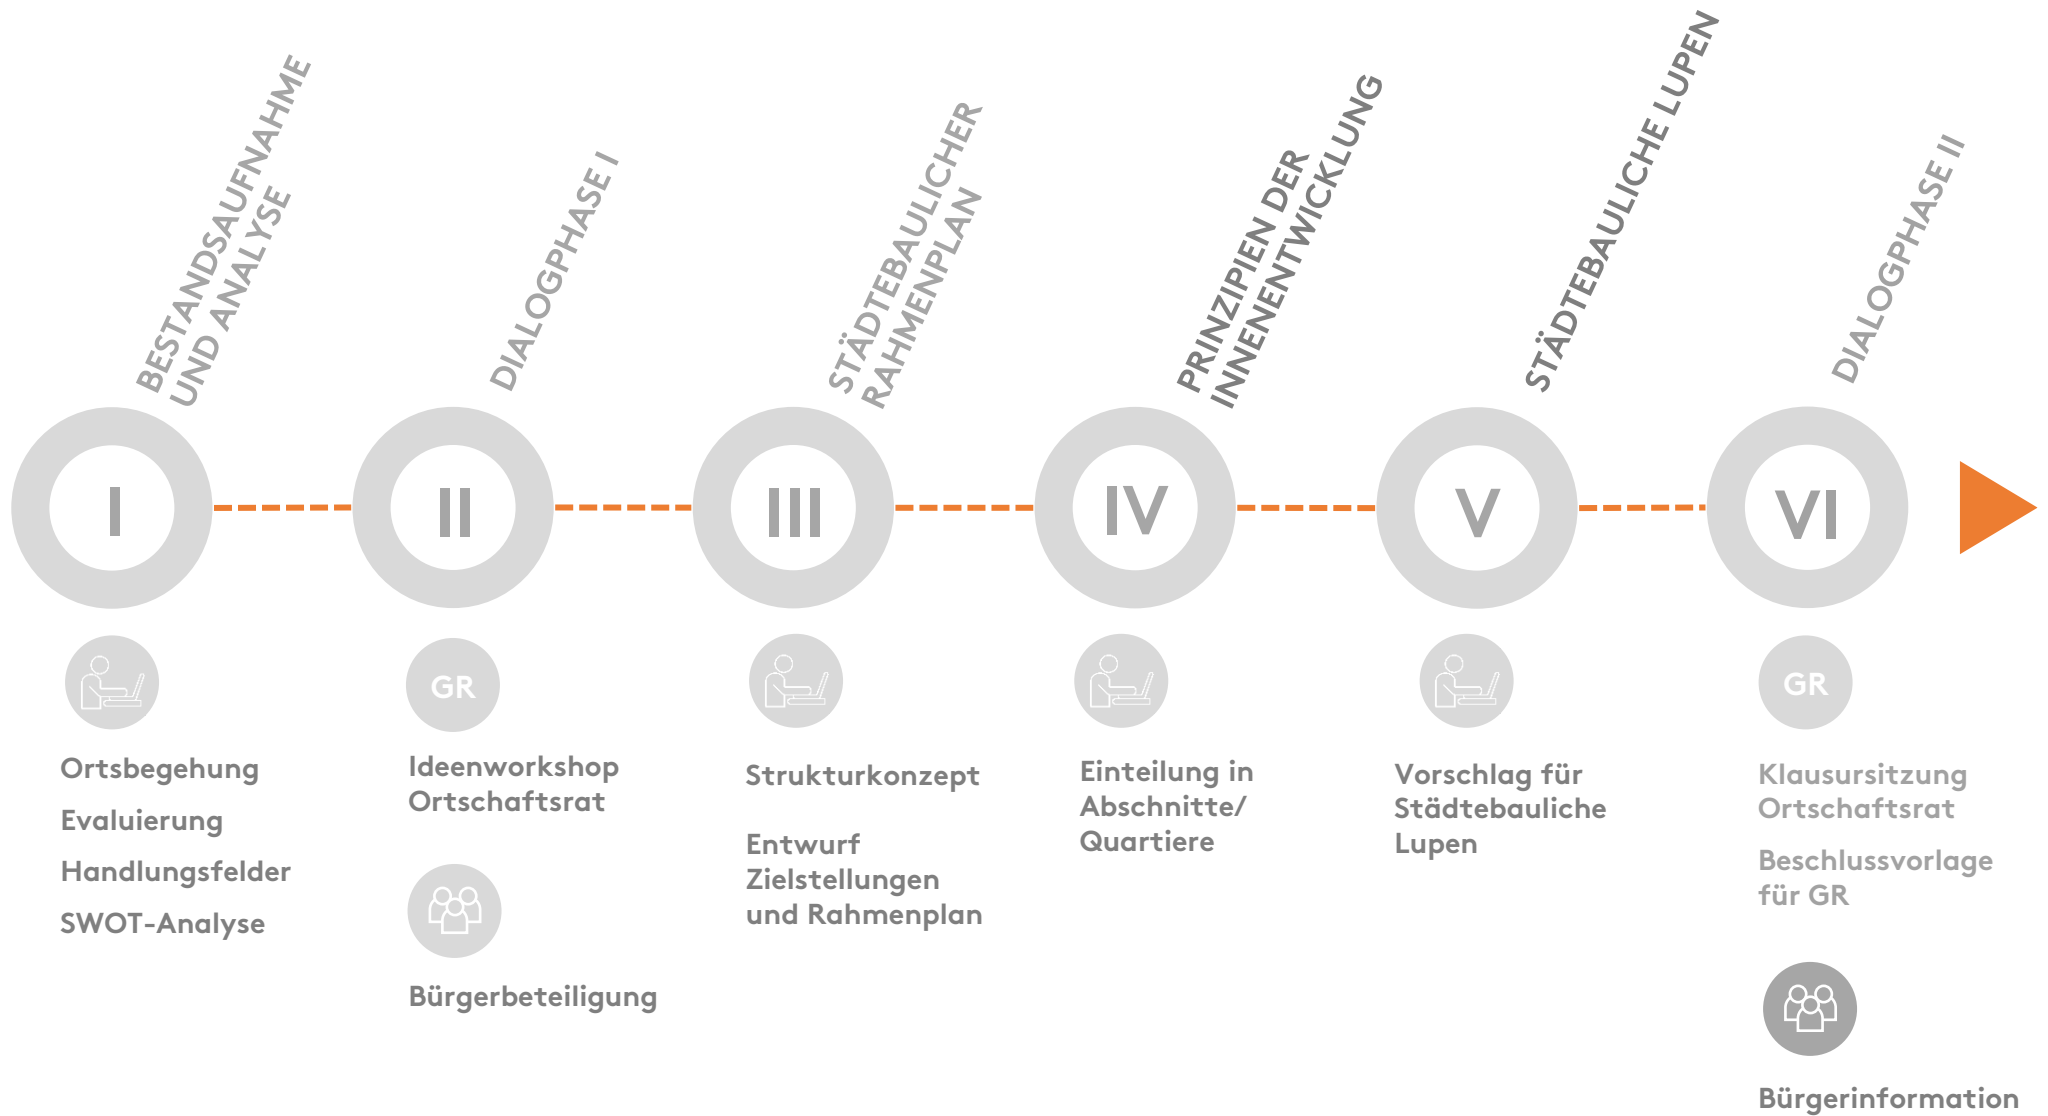 BESTANDSAUFNAHME
UND ANALYSE
DIALOGPHASE I
STÄDTEBAULICHER
RAHMENPLAN
PRINZIPIEN DER
INNENENTWICKLUNG
STÄDTEBAULICHE LUPEN
DIALOGPHASE II
I
II
III
IV
V
VI
Ortsbegehung
Evaluierung
Handlungsfelder
SWOT-Analyse
GR
Ideenworkshop
Ortschaftsrat
Bürgerbeteiligung
Strukturkonzept
Entwurf
Zielstellungen
und Rahmenplan
Einteilung in
Abschnitte/
Quartiere
Vorschlag für
Städtebauliche
Lupen
GR
Klausursitzung
Ortschaftsrat
Beschlussvorlage
für GR
Bürgerinformation